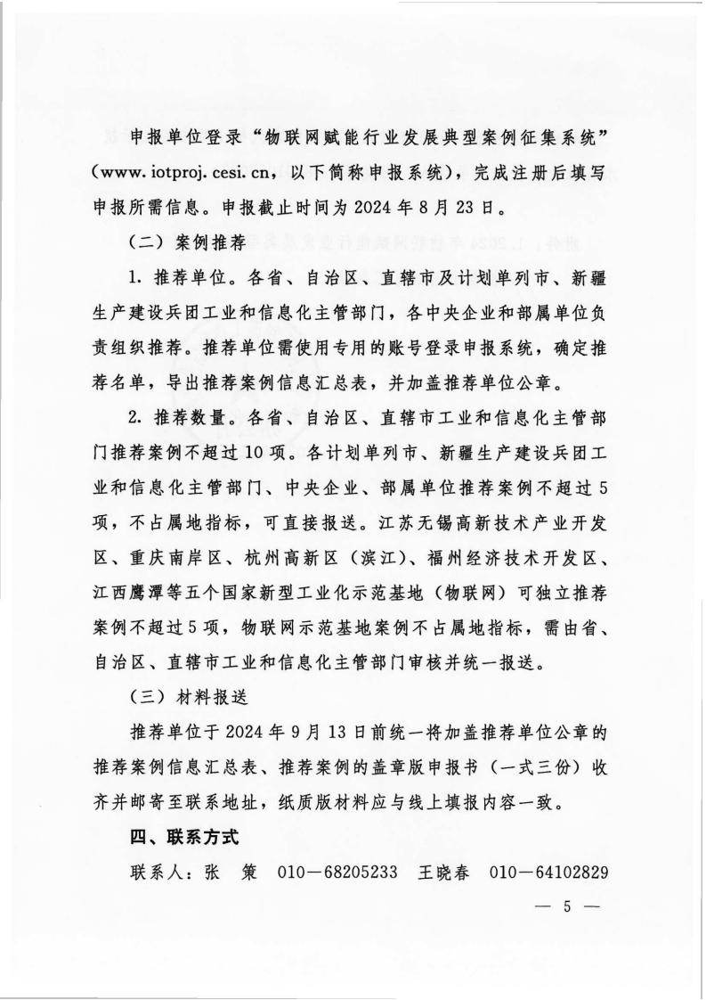 申报单位登录“物联网赋能行业发展典型案例征集系统”
（www.iotproj.cesi.cn，以下简称申报系统），完成注册后填写
申报所需信息。申报截止时间为2024年8月23日。
（二）案例推荐
1. 推荐单位。各省、自治区、直辖市及计划单列市、新疆
生产建设兵团工业和信息化主管部门，各中央企业和部属单位负
责组织推荐。推荐单位需使用专用的账号登录申报系统，确定推
荐名单，导出推荐案例信息汇总表，并加盖推荐单位公章。
2. 推荐数量。各省、自治区、直辖市工业和信息化主管部
门推荐案例不超过10项。各计划单列市、新疆生产建设兵团工
业和信息化主管部门、中央企业、部属单位推荐案例不超过5
项，不占属地指标，可直接报送。江苏无锡高新技术产业开发
区、重庆南岸区、杭州高新区（滨江）、福州经济技术开发区、
江西鹰潭等五个国家新型工业化示范基地（物联网）可独立推荐
案例不超过5项，物联网示范基地案例不占属地指标，需由省、
自治区、直辖市工业和信息化主管部门审核并统一报送。
（三）材料报送
推荐单位于2024年9月13日前统一将加盖推荐单位公章的
推荐案例信息汇总表、推荐案例的盖章版申报书（一式三份）收
齐并邮寄至联系地址，纸质版材料应与线上填报内容一致。
四、联系方式
联系人：张　策　010—68205233　王晓春　010—64102829
— 5 —